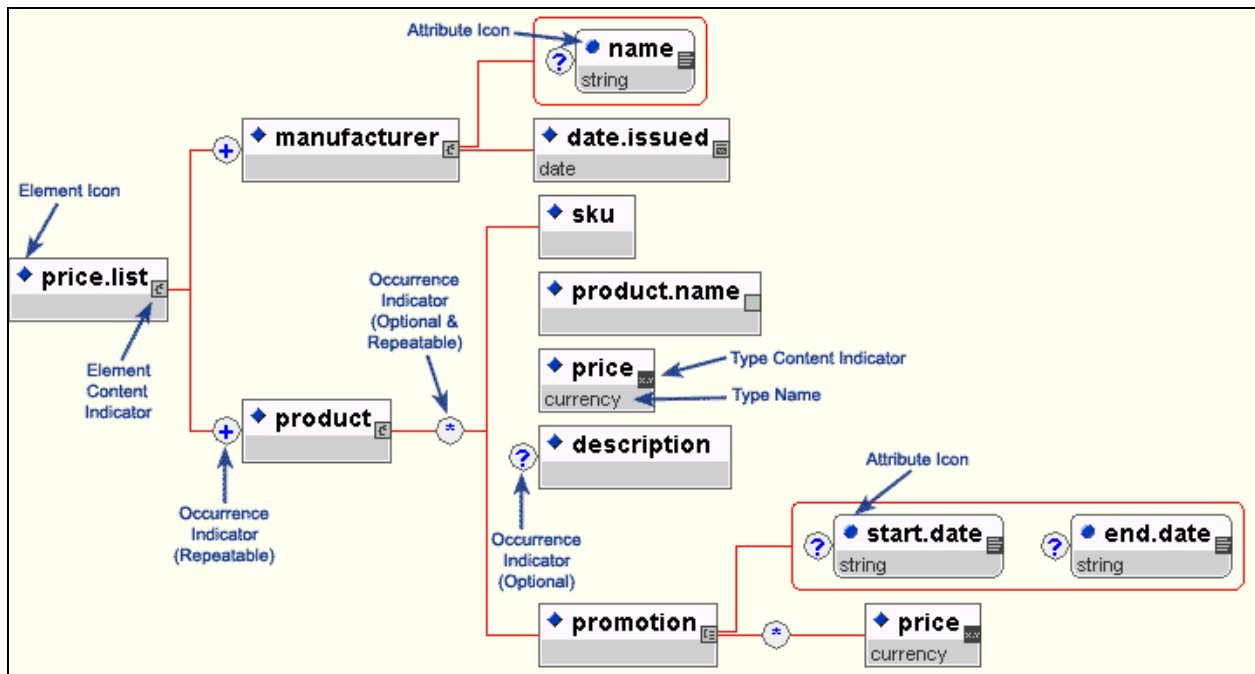 Attribute Icon
?
name
string
+
manufacturer
date.issued
date
Element Icon
price.list
sku
Occurrence
Indicator
(Optional &
Repeatable)
product.name
Element
Content
Indicator
price
currency
Type Content Indicator
Type Name
x.y
+
product
*
?
description
Occurrence
Indicator
(Repeatable)
Occurrence
Indicator
(Optional)
Attribute Icon
?
start.date
string
?
end.date
string
promotion
*
price
currency
x.y